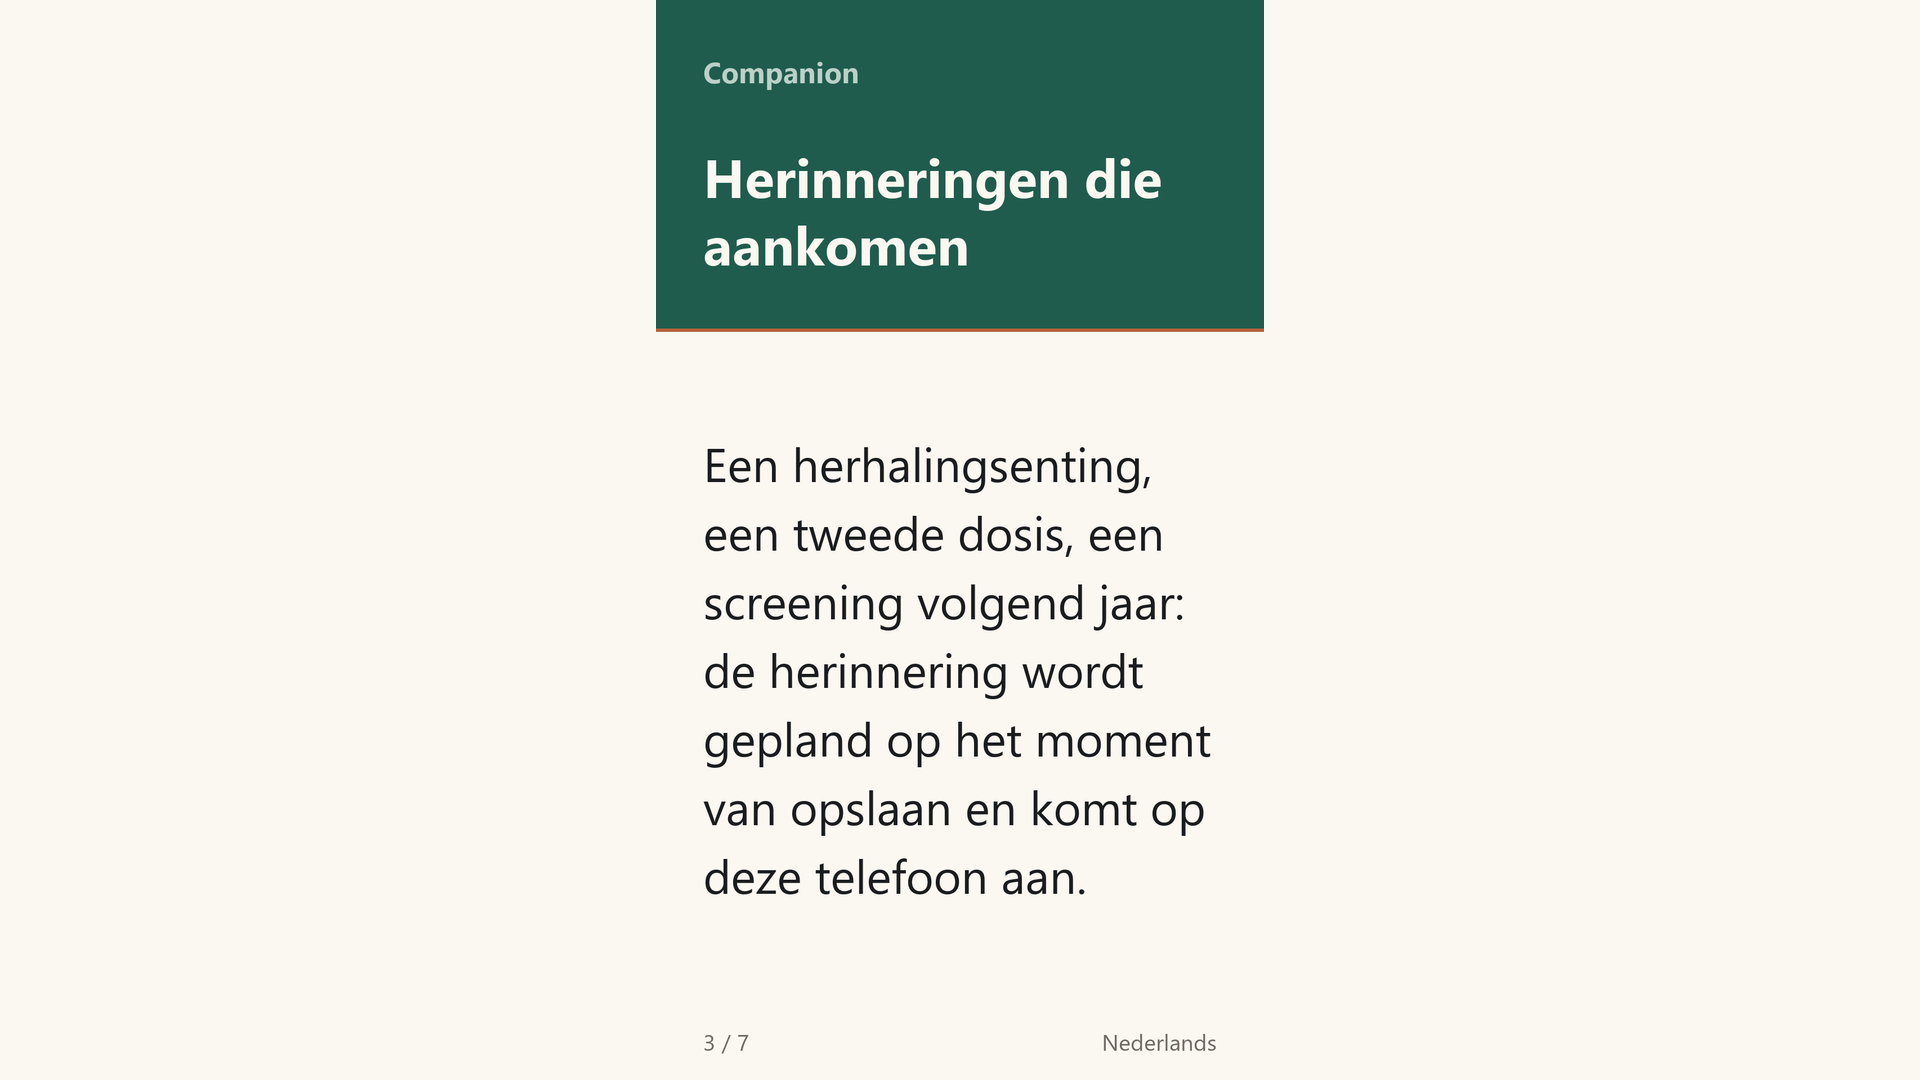 Companion
Herinneringen die
aankomen
Een herhalingsenting,
een tweede dosis, een
screening volgend jaar:
de herinnering wordt
gepland op het moment
van opslaan en komt op
deze telefoon aan.
3 / 7
Nederlands